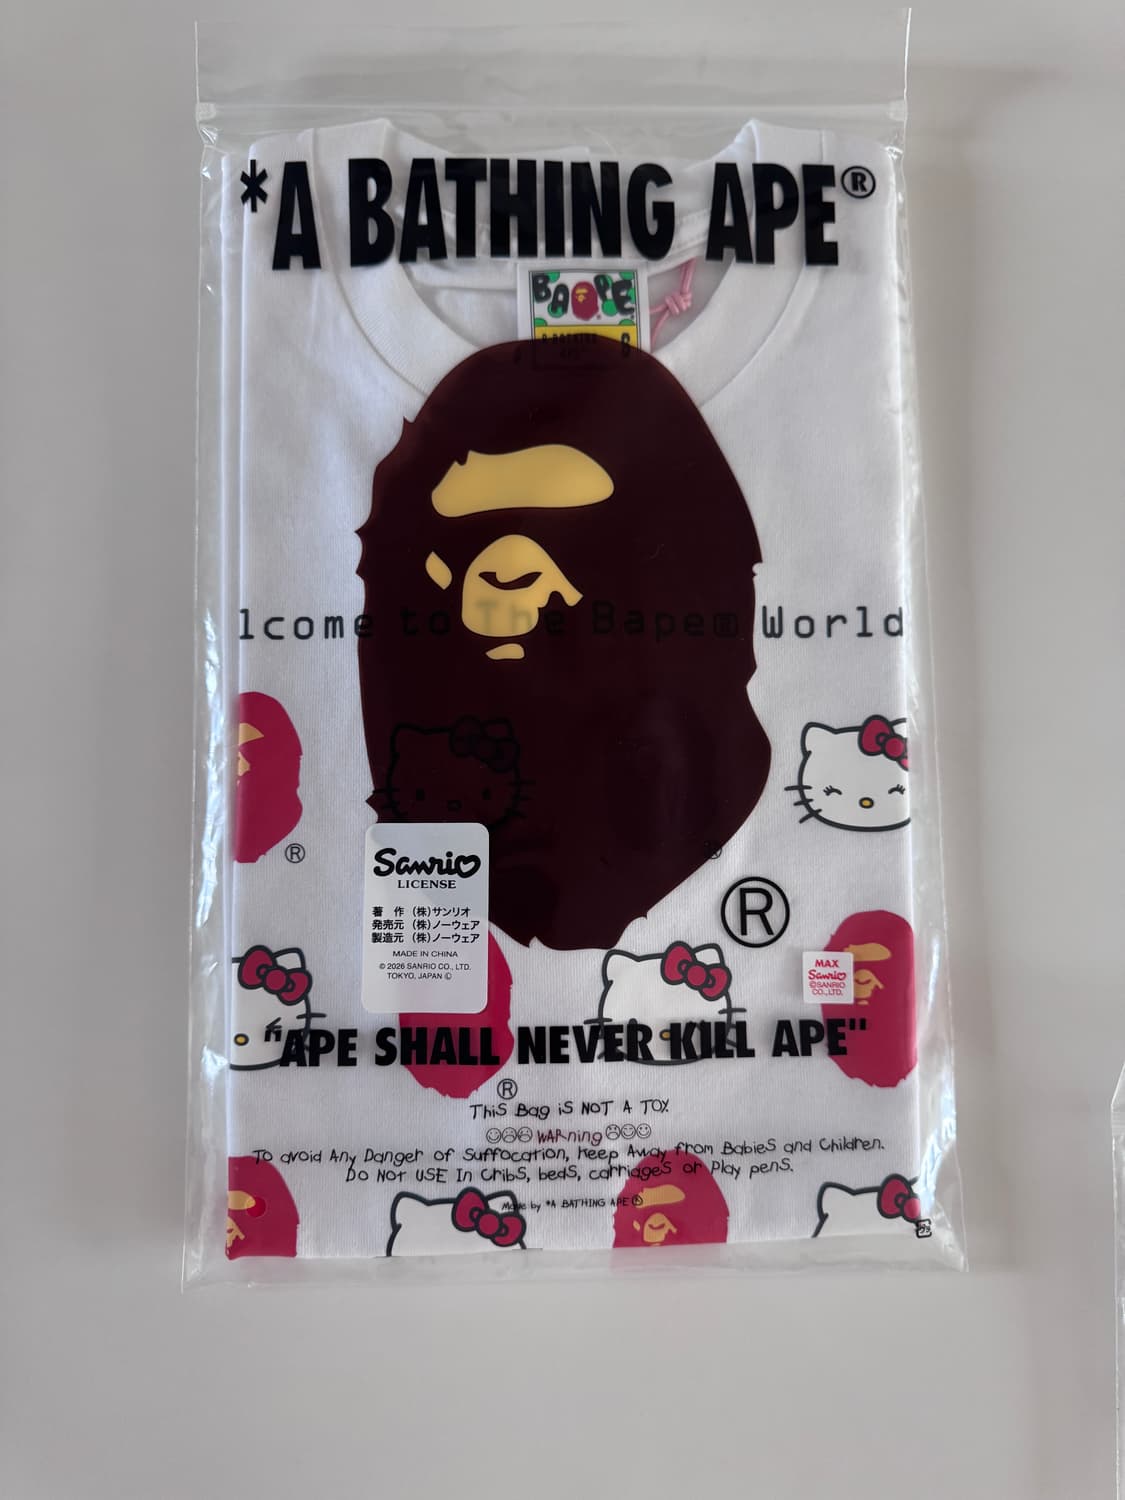 *A BATHING APE®
BAPE
lcome to The Bape® World
®
Sanrio
LICENSE
著 作 (株)サンリオ
発売元 (株)ノーウェア
製造元 (株)ノーウェア
MADE IN CHINA
© 2026 SANRIO CO., LTD.
TOKYO, JAPAN Ⓛ
®
®
MAX
Sanrio
©SANRIO
CO.,LTD.
"APE SHALL NEVER KILL APE"
®
This Bag is NOT A TOY.
WARning
To avoid Any Danger of Suffocation, Keep Away from Babies and Children.
Do NOT USE In Cribs, beds, carriages or Play pens.
Made by *A BATHING APE®